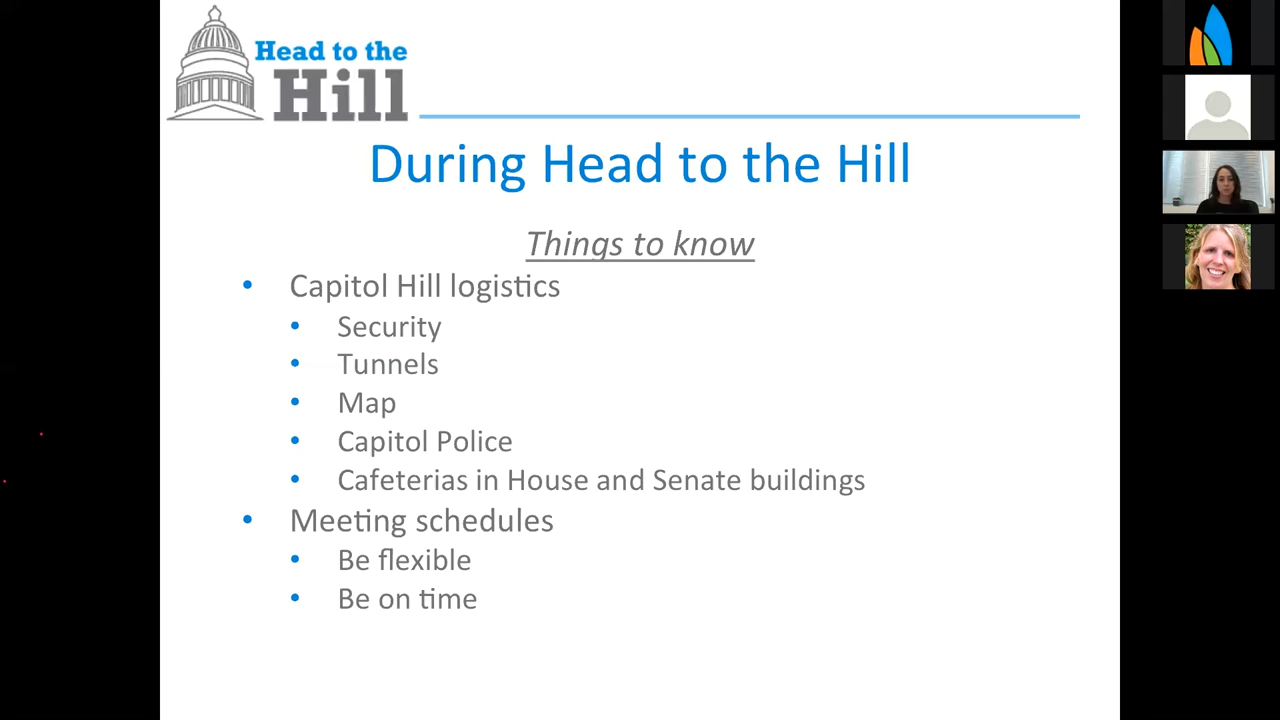 Head to the
Hill
During Head to the Hill
Things to know
• Capitol Hill logistics
• Security
• Tunnels
• Map
• Capitol Police
• Cafeterias in House and Senate buildings
• Meeting schedules
• Be flexible
• Be on time